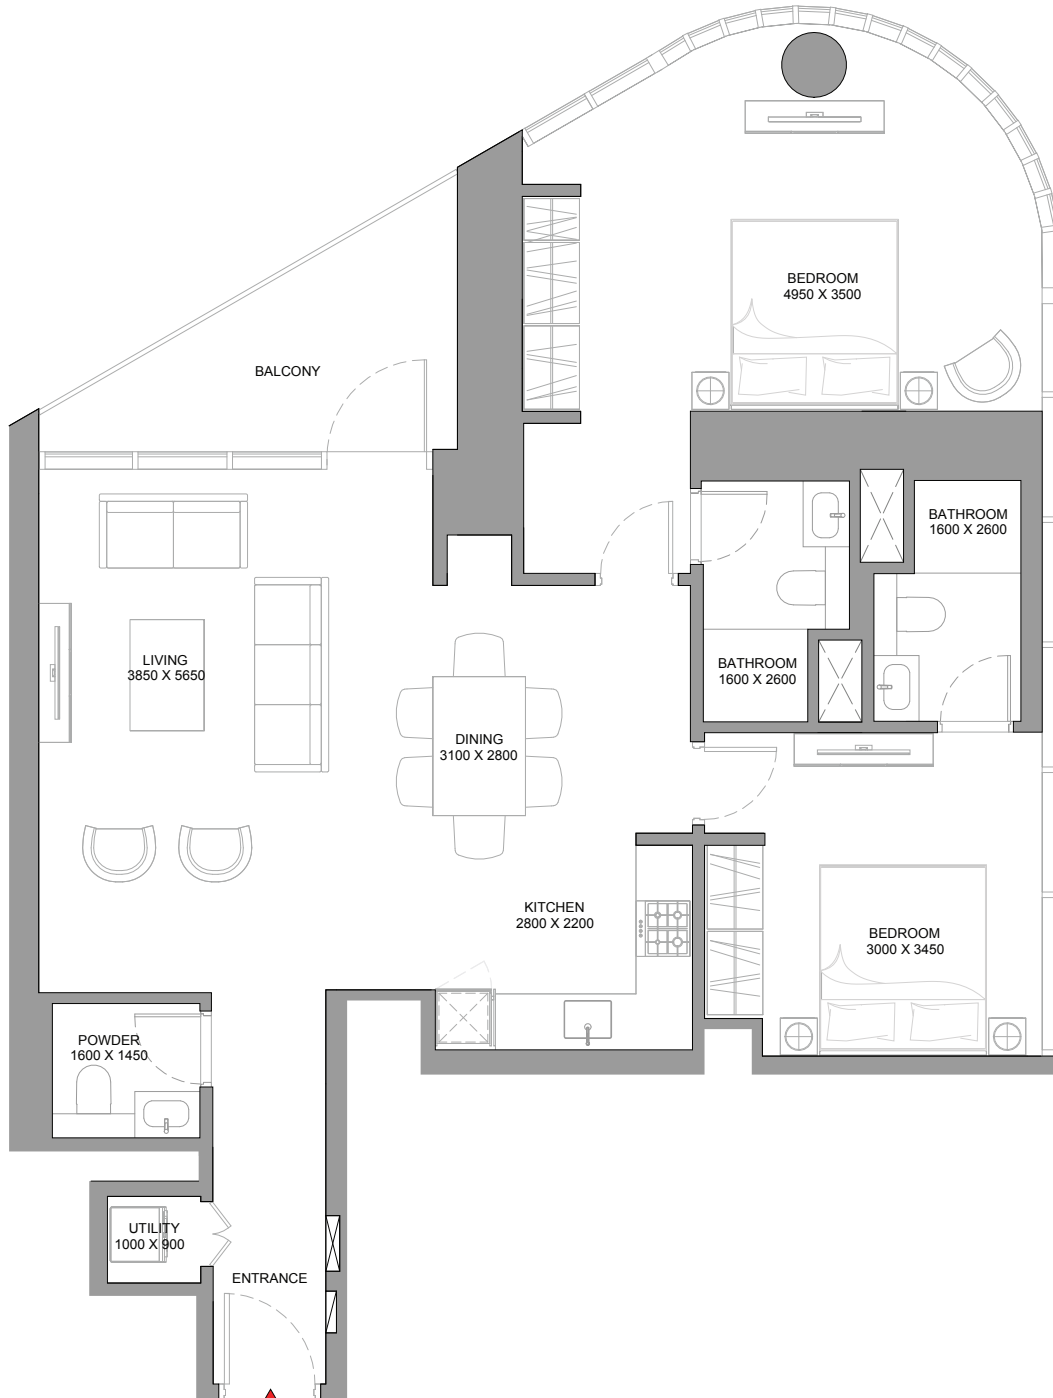 BEDROOM
4950 X 3500
BALCONY
BATHROOM
1600 X 2600
LIVING
3850 X 5650
BATHROOM
1600 X 2600
DINING
3100 X 2800
KITCHEN
2800 X 2200
BEDROOM
3000 X 3450
POWDER
1600 X 1450
UTILITY
1000 X 900
ENTRANCE